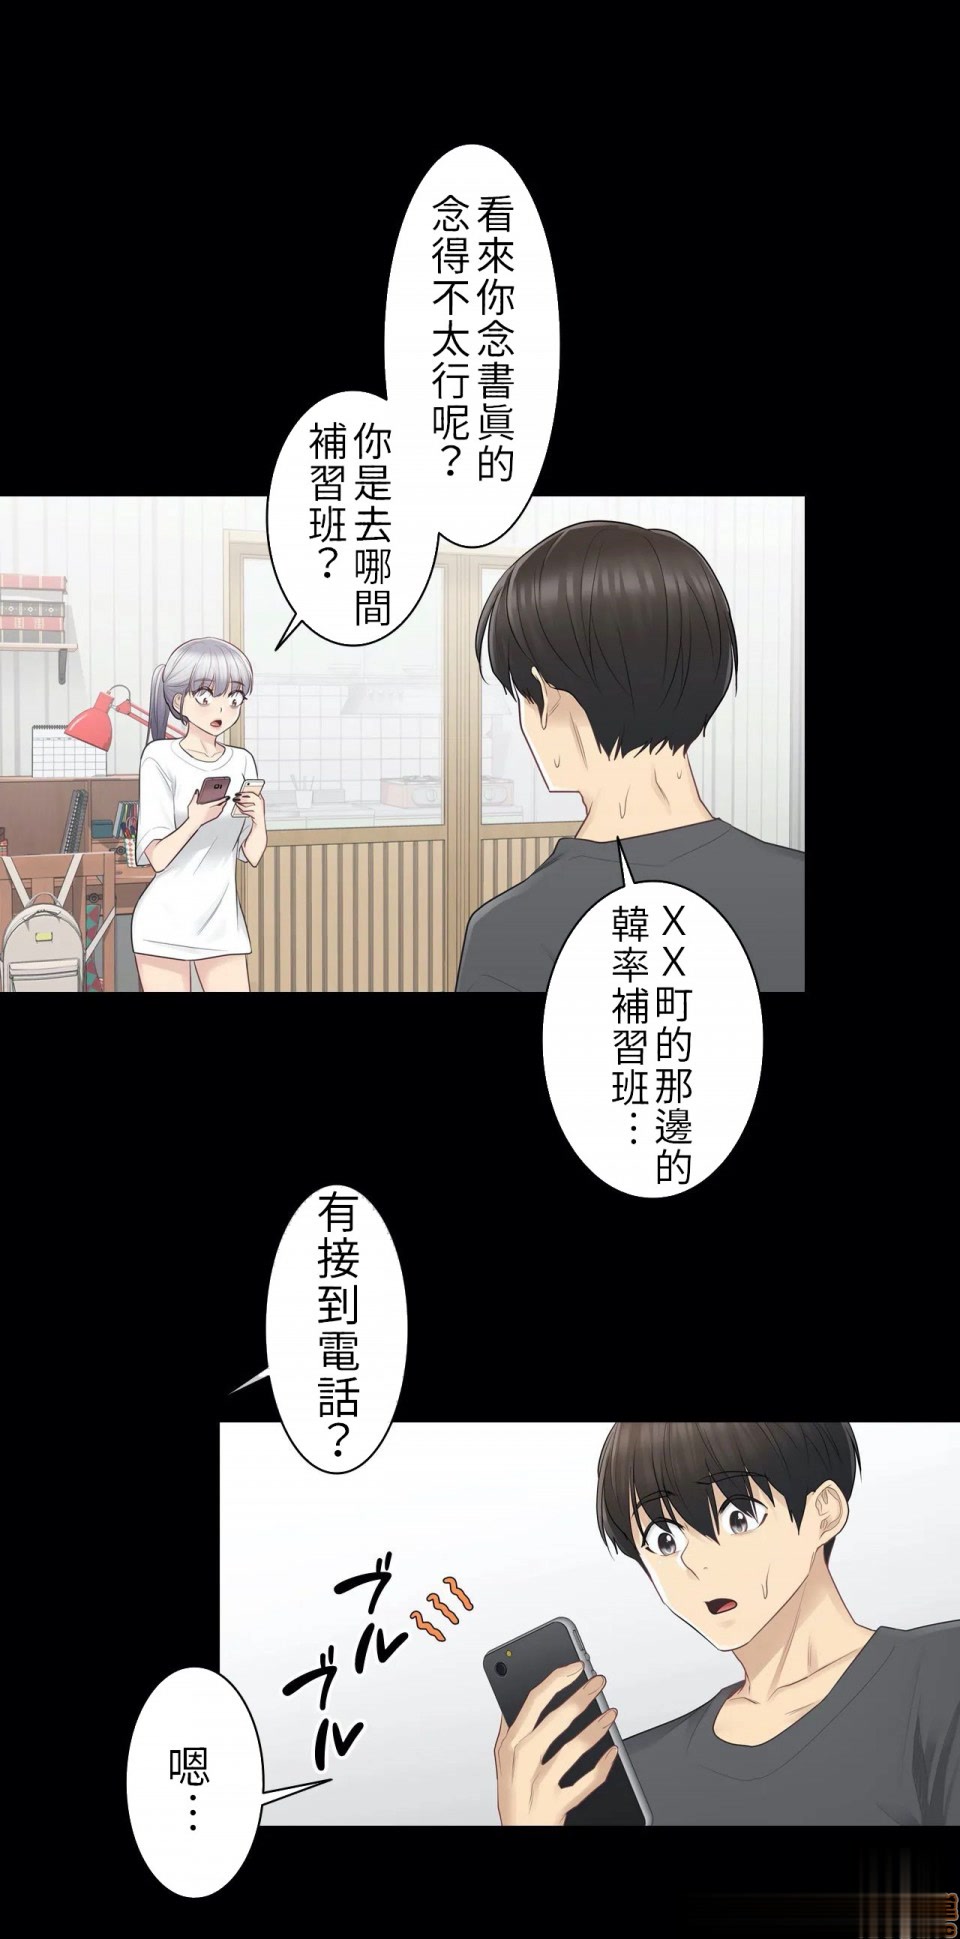 看來你念書眞的
念得不太行呢？
你是去哪間
補習班？
ＸＸ町的那邊的
韓率補習班…
有接到電話？
ブル
ブル
嗯…